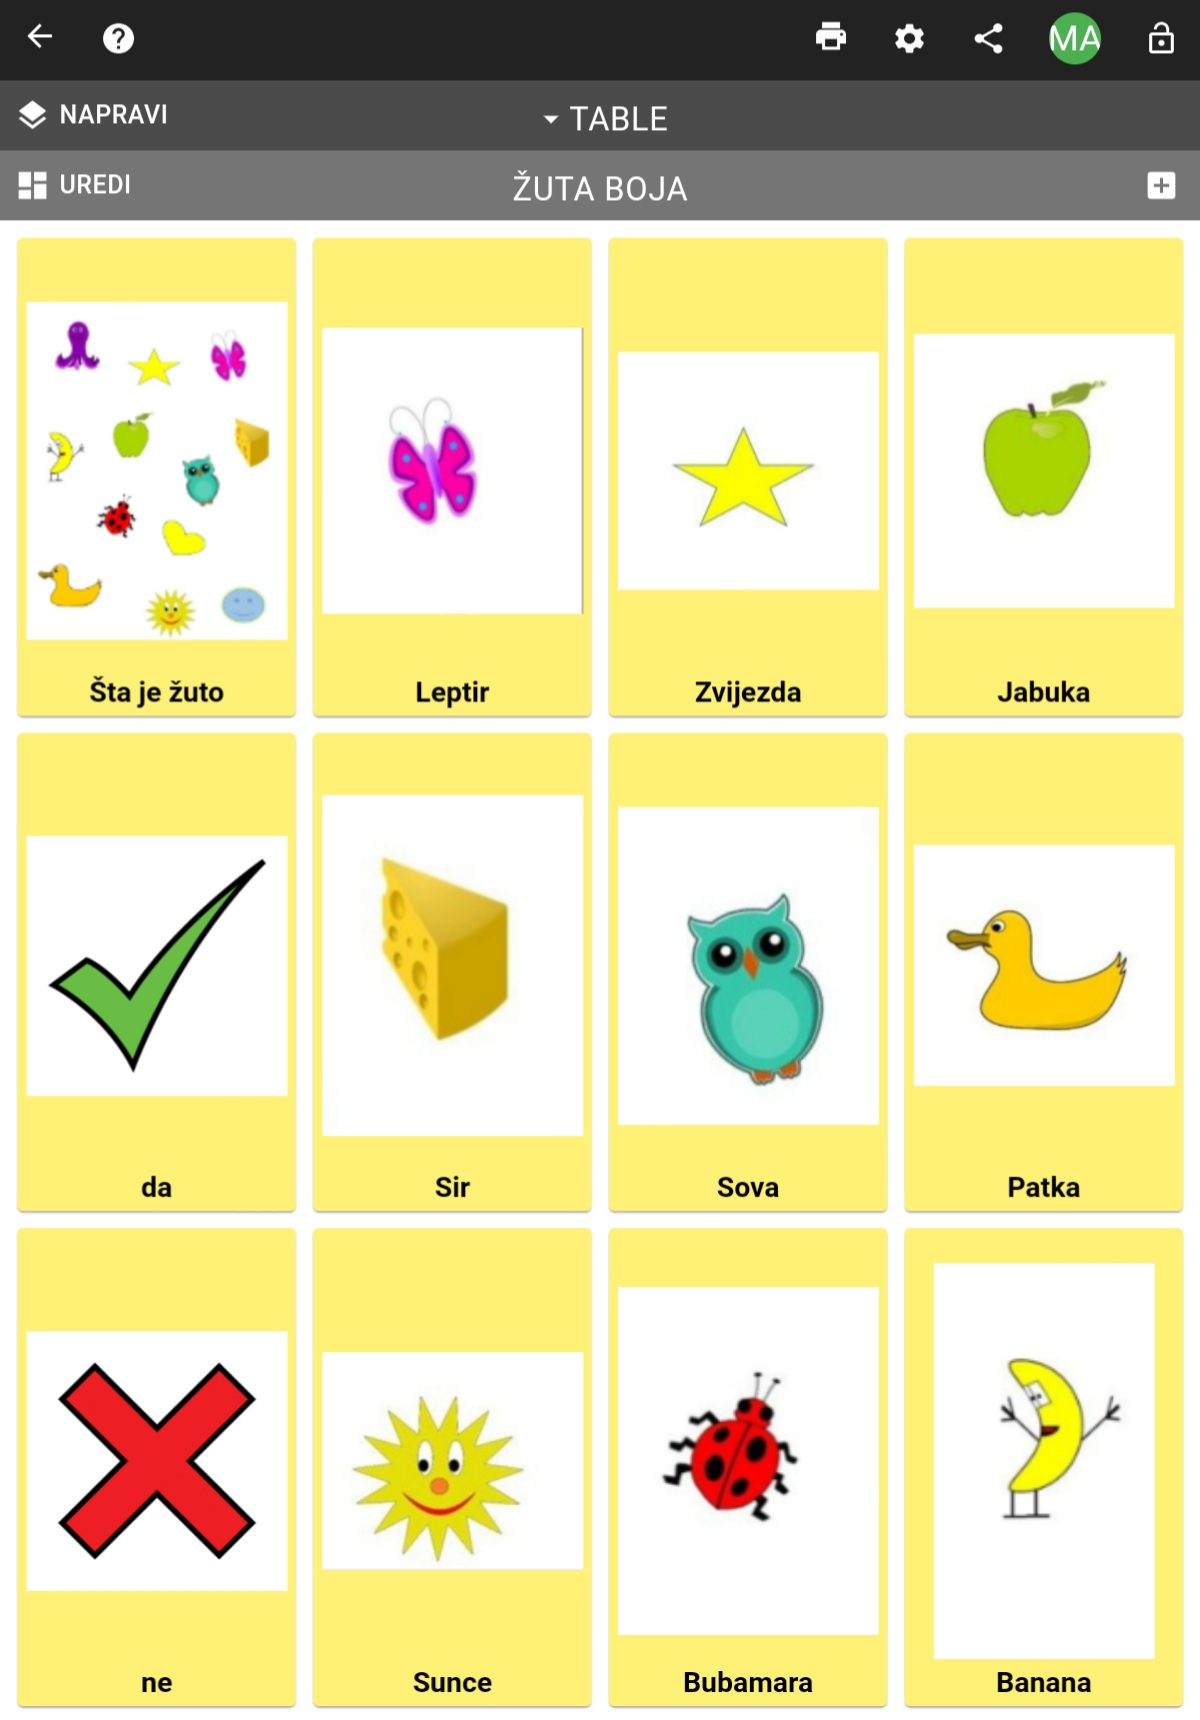 MA
NAPRAVI
TABLE
UREDI
ŽUTA BOJA
Šta je žuto
Leptir
Zvijezda
Jabuka
da
Sir
Sova
Patka
ne
Sunce
Bubamara
Banana